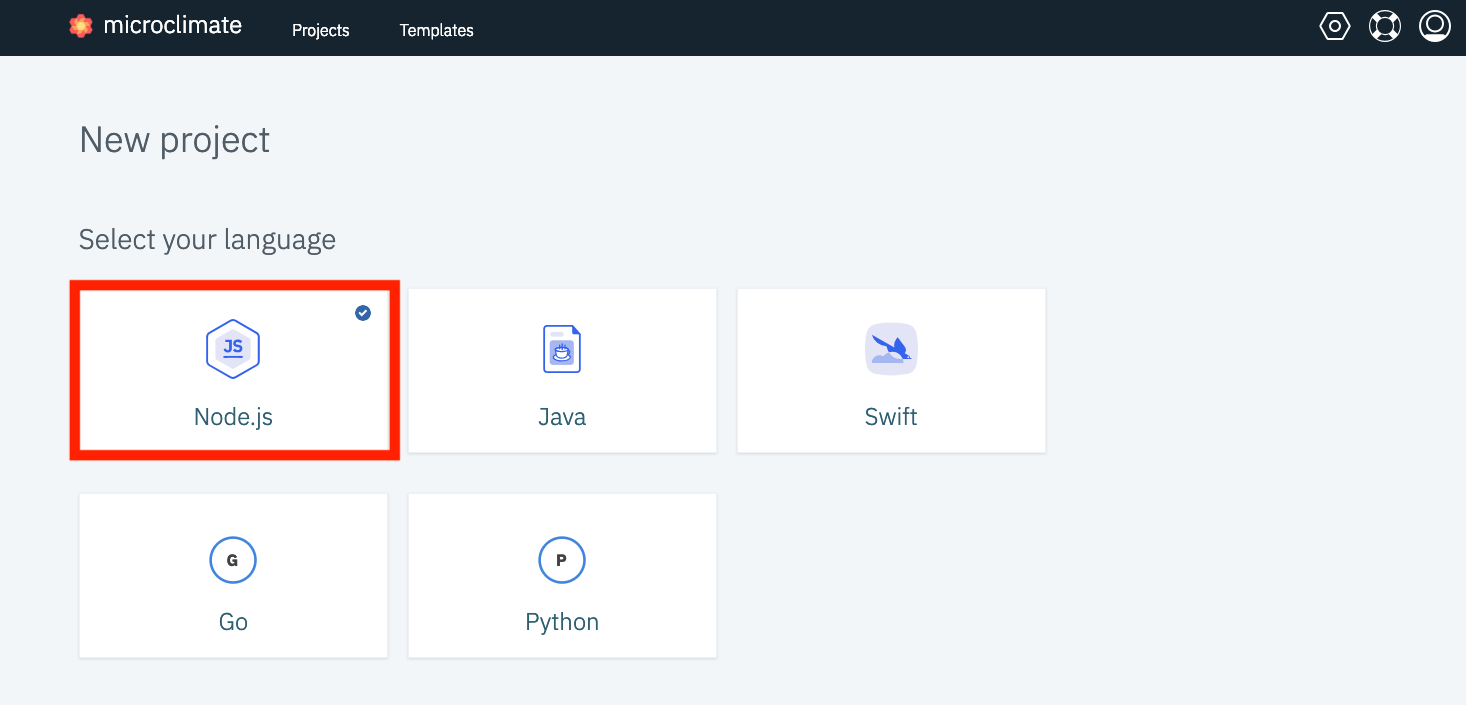 microclimate Projects Templates
New project
Select your language
JS
Node.js Java Swift
G P
Go Python